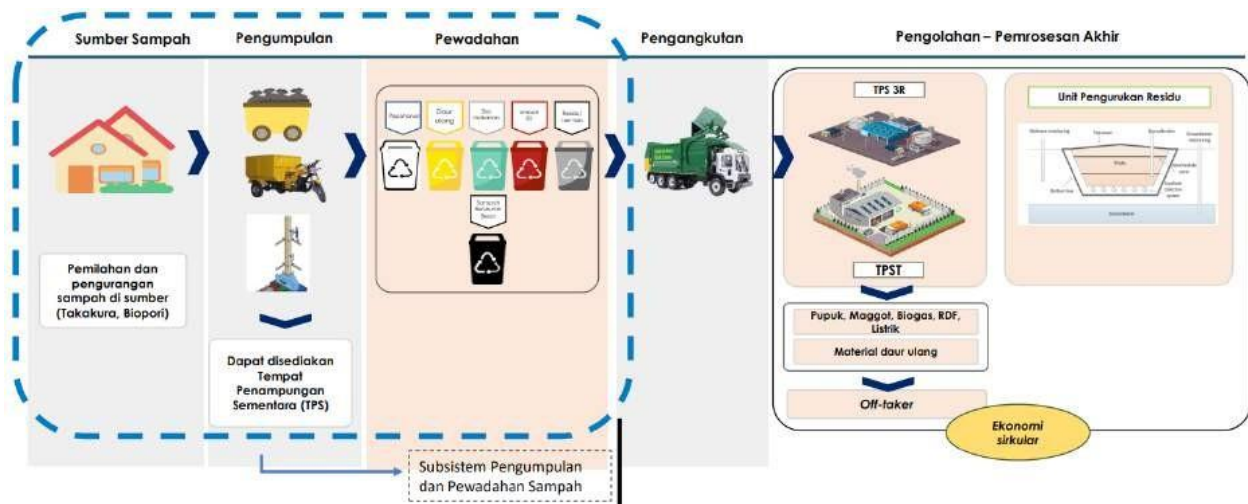 Sumber Sampah
Pengumpulan
Pewadahan
Pengangkutan
Pengolahan – Pemrosesan Akhir
Pemilahan dan
pengurangan
sampah di sumber
(Takakura, Biopori)
Dapat disediakan
Tempat
Penampungan
Sementara (TPS)
Daur
ulang
TPS 3R
TPST
Unit Pengurukan Residu
Pupuk, Maggot, Biogas, RDF,
Listrik
Material daur ulang
Off-taker
Ekonomi
sirkular
Subsistem Pengumpulan
dan Pewadahan Sampah